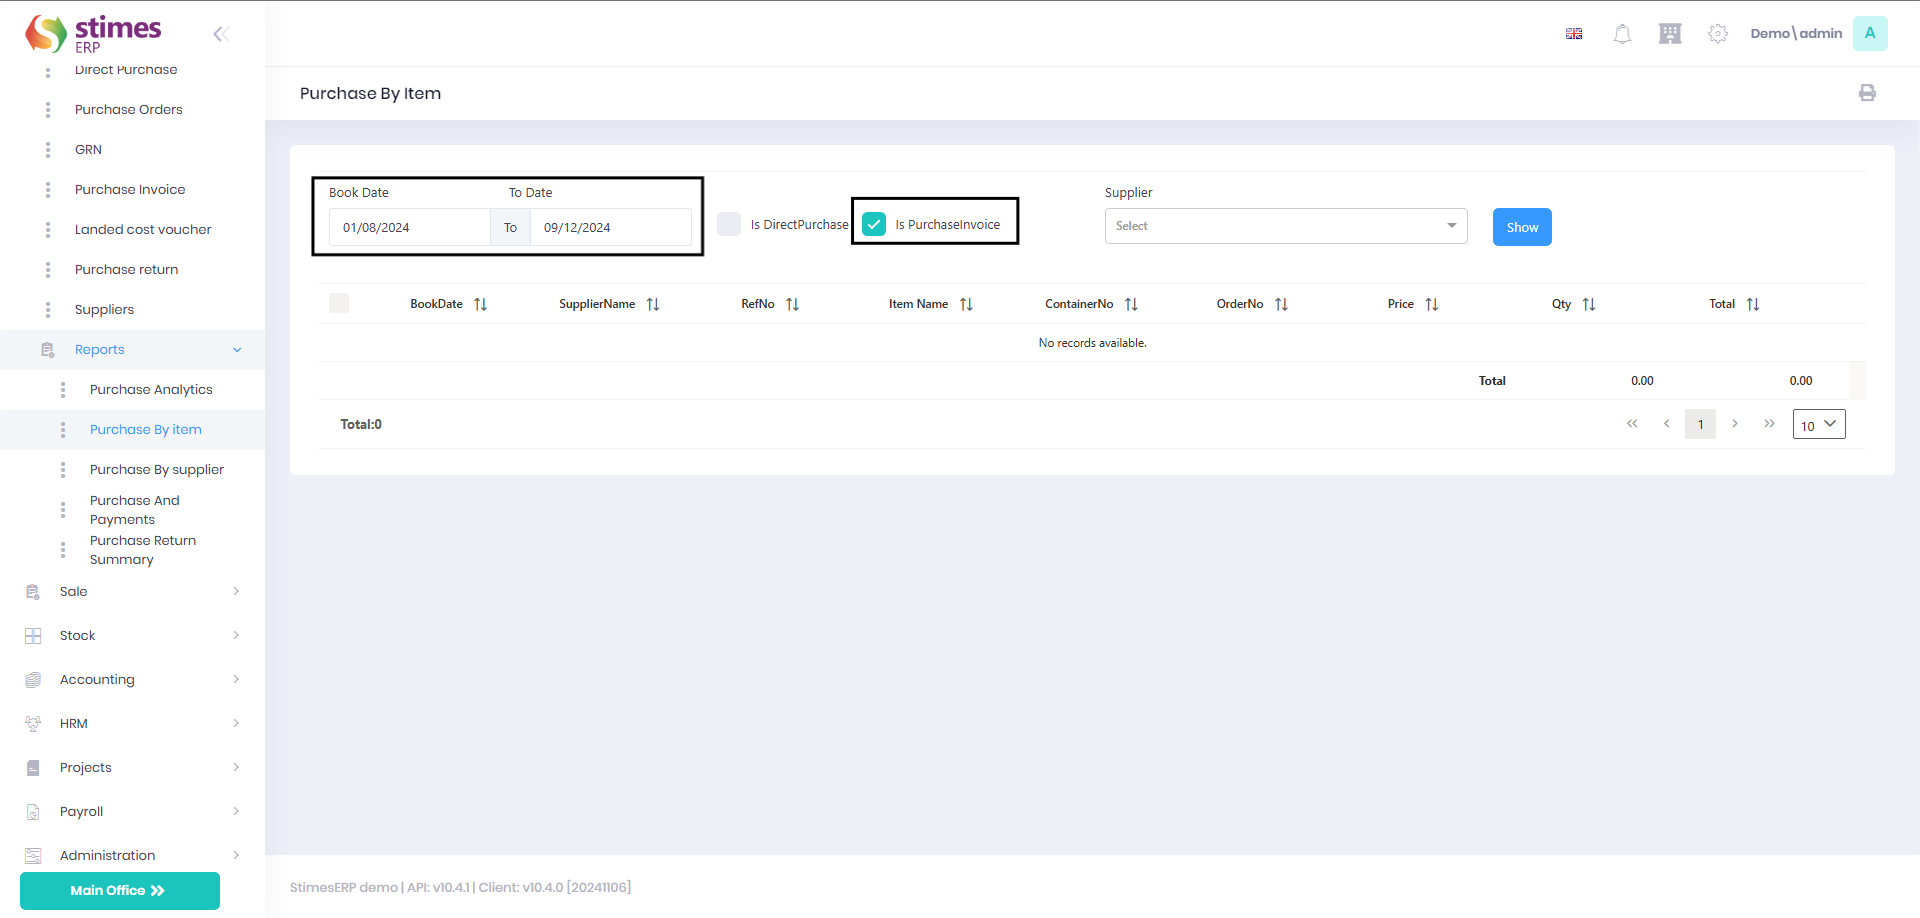 stimes
ERP
Direct Purchase
Purchase Orders
GRN
Purchase Invoice
Landed cost voucher
Purchase return
Suppliers
Reports
Purchase Analytics
Purchase By item
Purchase By supplier
Purchase And
Payments
Purchase Return
Summary
Sale
Stock
Accounting
HRM
Projects
Payroll
Administration
Main Office
Demo\admin A
Purchase By Item
Book Date To Date
01/08/2024 To 09/12/2024
Is DirectPurchase
Is PurchaseInvoice
Supplier
Select
Show
BookDate SupplierName RefNo Item Name ContainerNo OrderNo Price Qty Total
No records available.
Total 0.00 0.00
Total:0
1
10
StimesERP demo | API: v10.4.1 | Client: v10.4.0 [20241106]